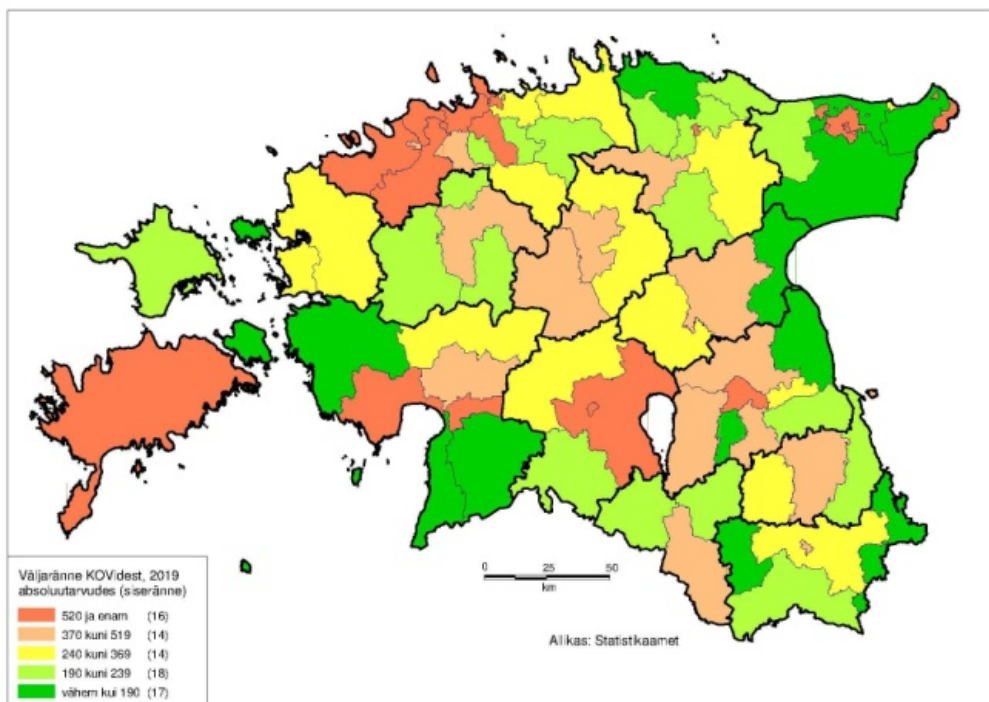 0 25 50
km
Allikas: Statistikaamet
Väljaränne KOVidest, 2019
absoluutarvudes (siseränne)
520 ja enam (16)
370 kuni 519 (14)
240 kuni 369 (14)
190 kuni 239 (18)
vähem kui 190 (17)